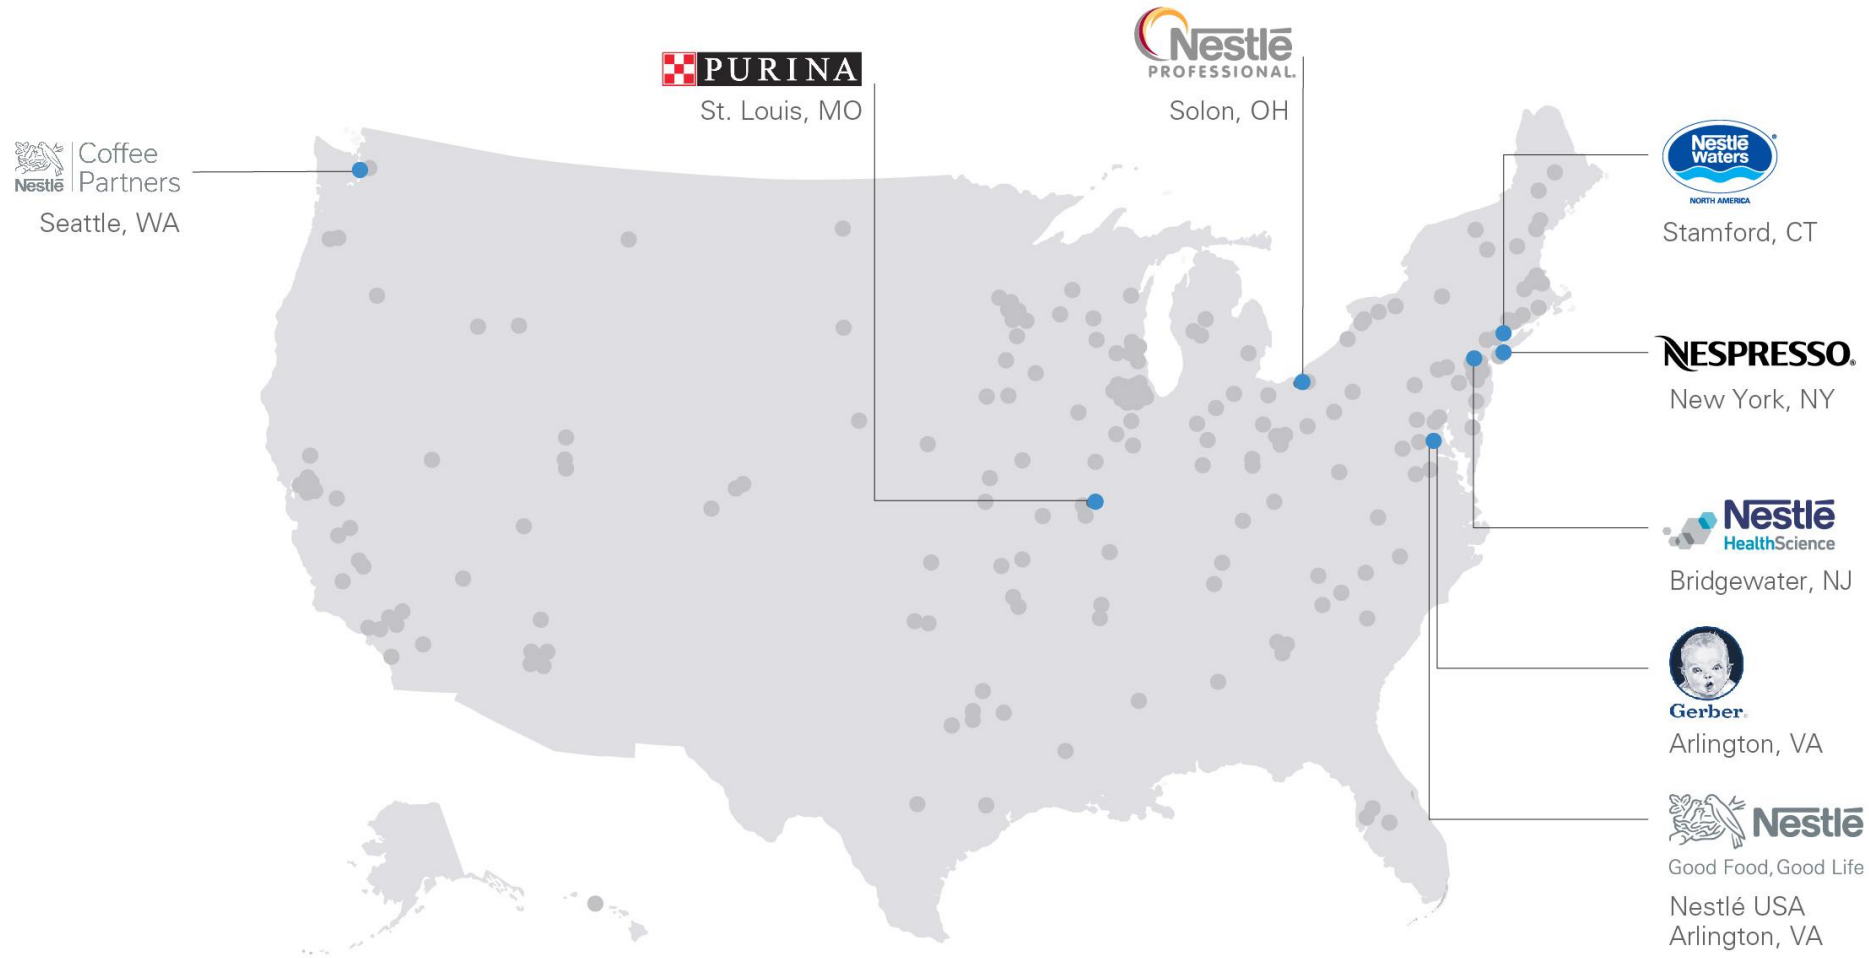 PURINA
St. Louis, MO
Nestlé
PROFESSIONAL.
Solon, OH
Nestlé
Coffee
Partners
Seattle, WA
Nestlé
Waters
®
NORTH AMERICA
Stamford, CT
NESPRESSO®
New York, NY
Nestlé
HealthScience
Bridgewater, NJ
Gerber®
Arlington, VA
Nestlé
Good Food, Good Life
Nestlé USA
Arlington, VA